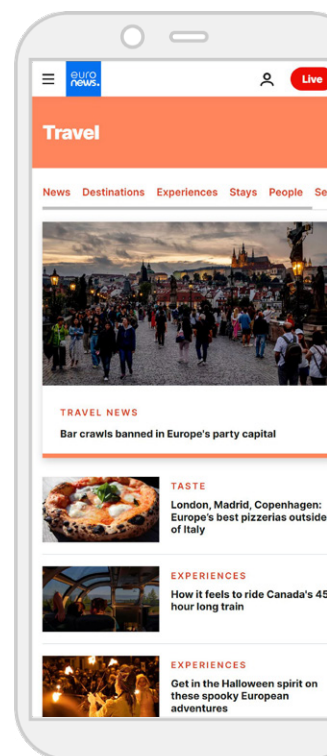 euro
news.
Live
Travel
News Destinations Experiences Stays People Se
TRAVEL NEWS
Bar crawls banned in Europe's party capital
TASTE
London, Madrid, Copenhagen:
Europe's best pizzerias outside
of Italy
EXPERIENCES
How it feels to ride Canada's 45
hour long train
EXPERIENCES
Get in the Halloween spirit on
these spooky European
adventures